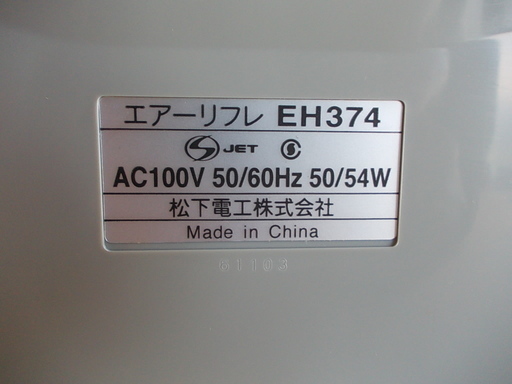 エアーリフレ EH374
JET
AC100V 50/60Hz 50/54W
松下電工株式会社
Made in China